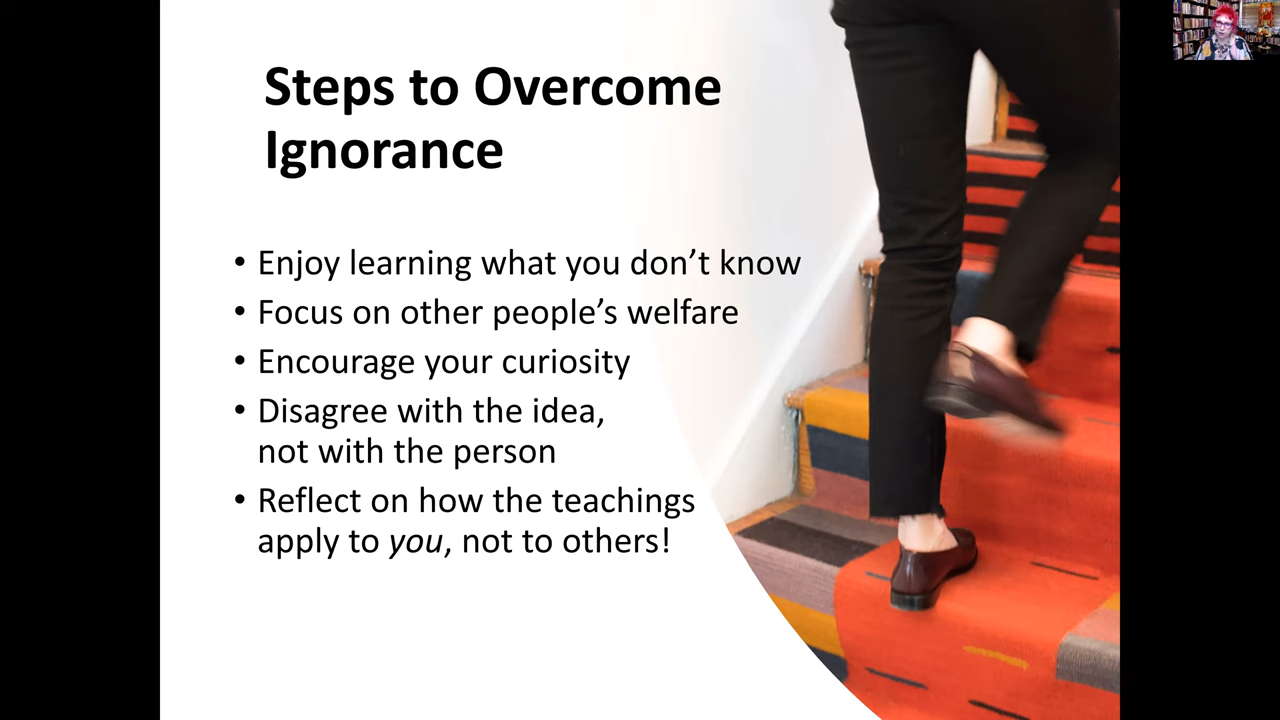 Steps to Overcome
Ignorance
• Enjoy learning what you don’t know
• Focus on other people’s welfare
• Encourage your curiosity
• Disagree with the idea,
not with the person
• Reflect on how the teachings
apply to you, not to others!